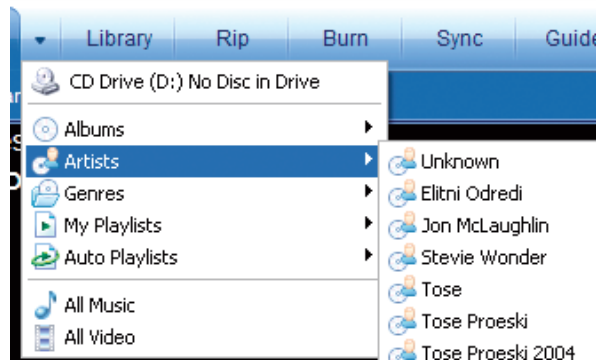 Library Rip Burn Sync Guide
CD Drive (D:) No Disc in Drive
Albums
Artists
Genres
My Playlists
Auto Playlists
All Music
All Video
Unknown
Elitni Odredi
Jon McLaughlin
Stevie Wonder
Tose
Tose Proeski
Tose Proeski 2004